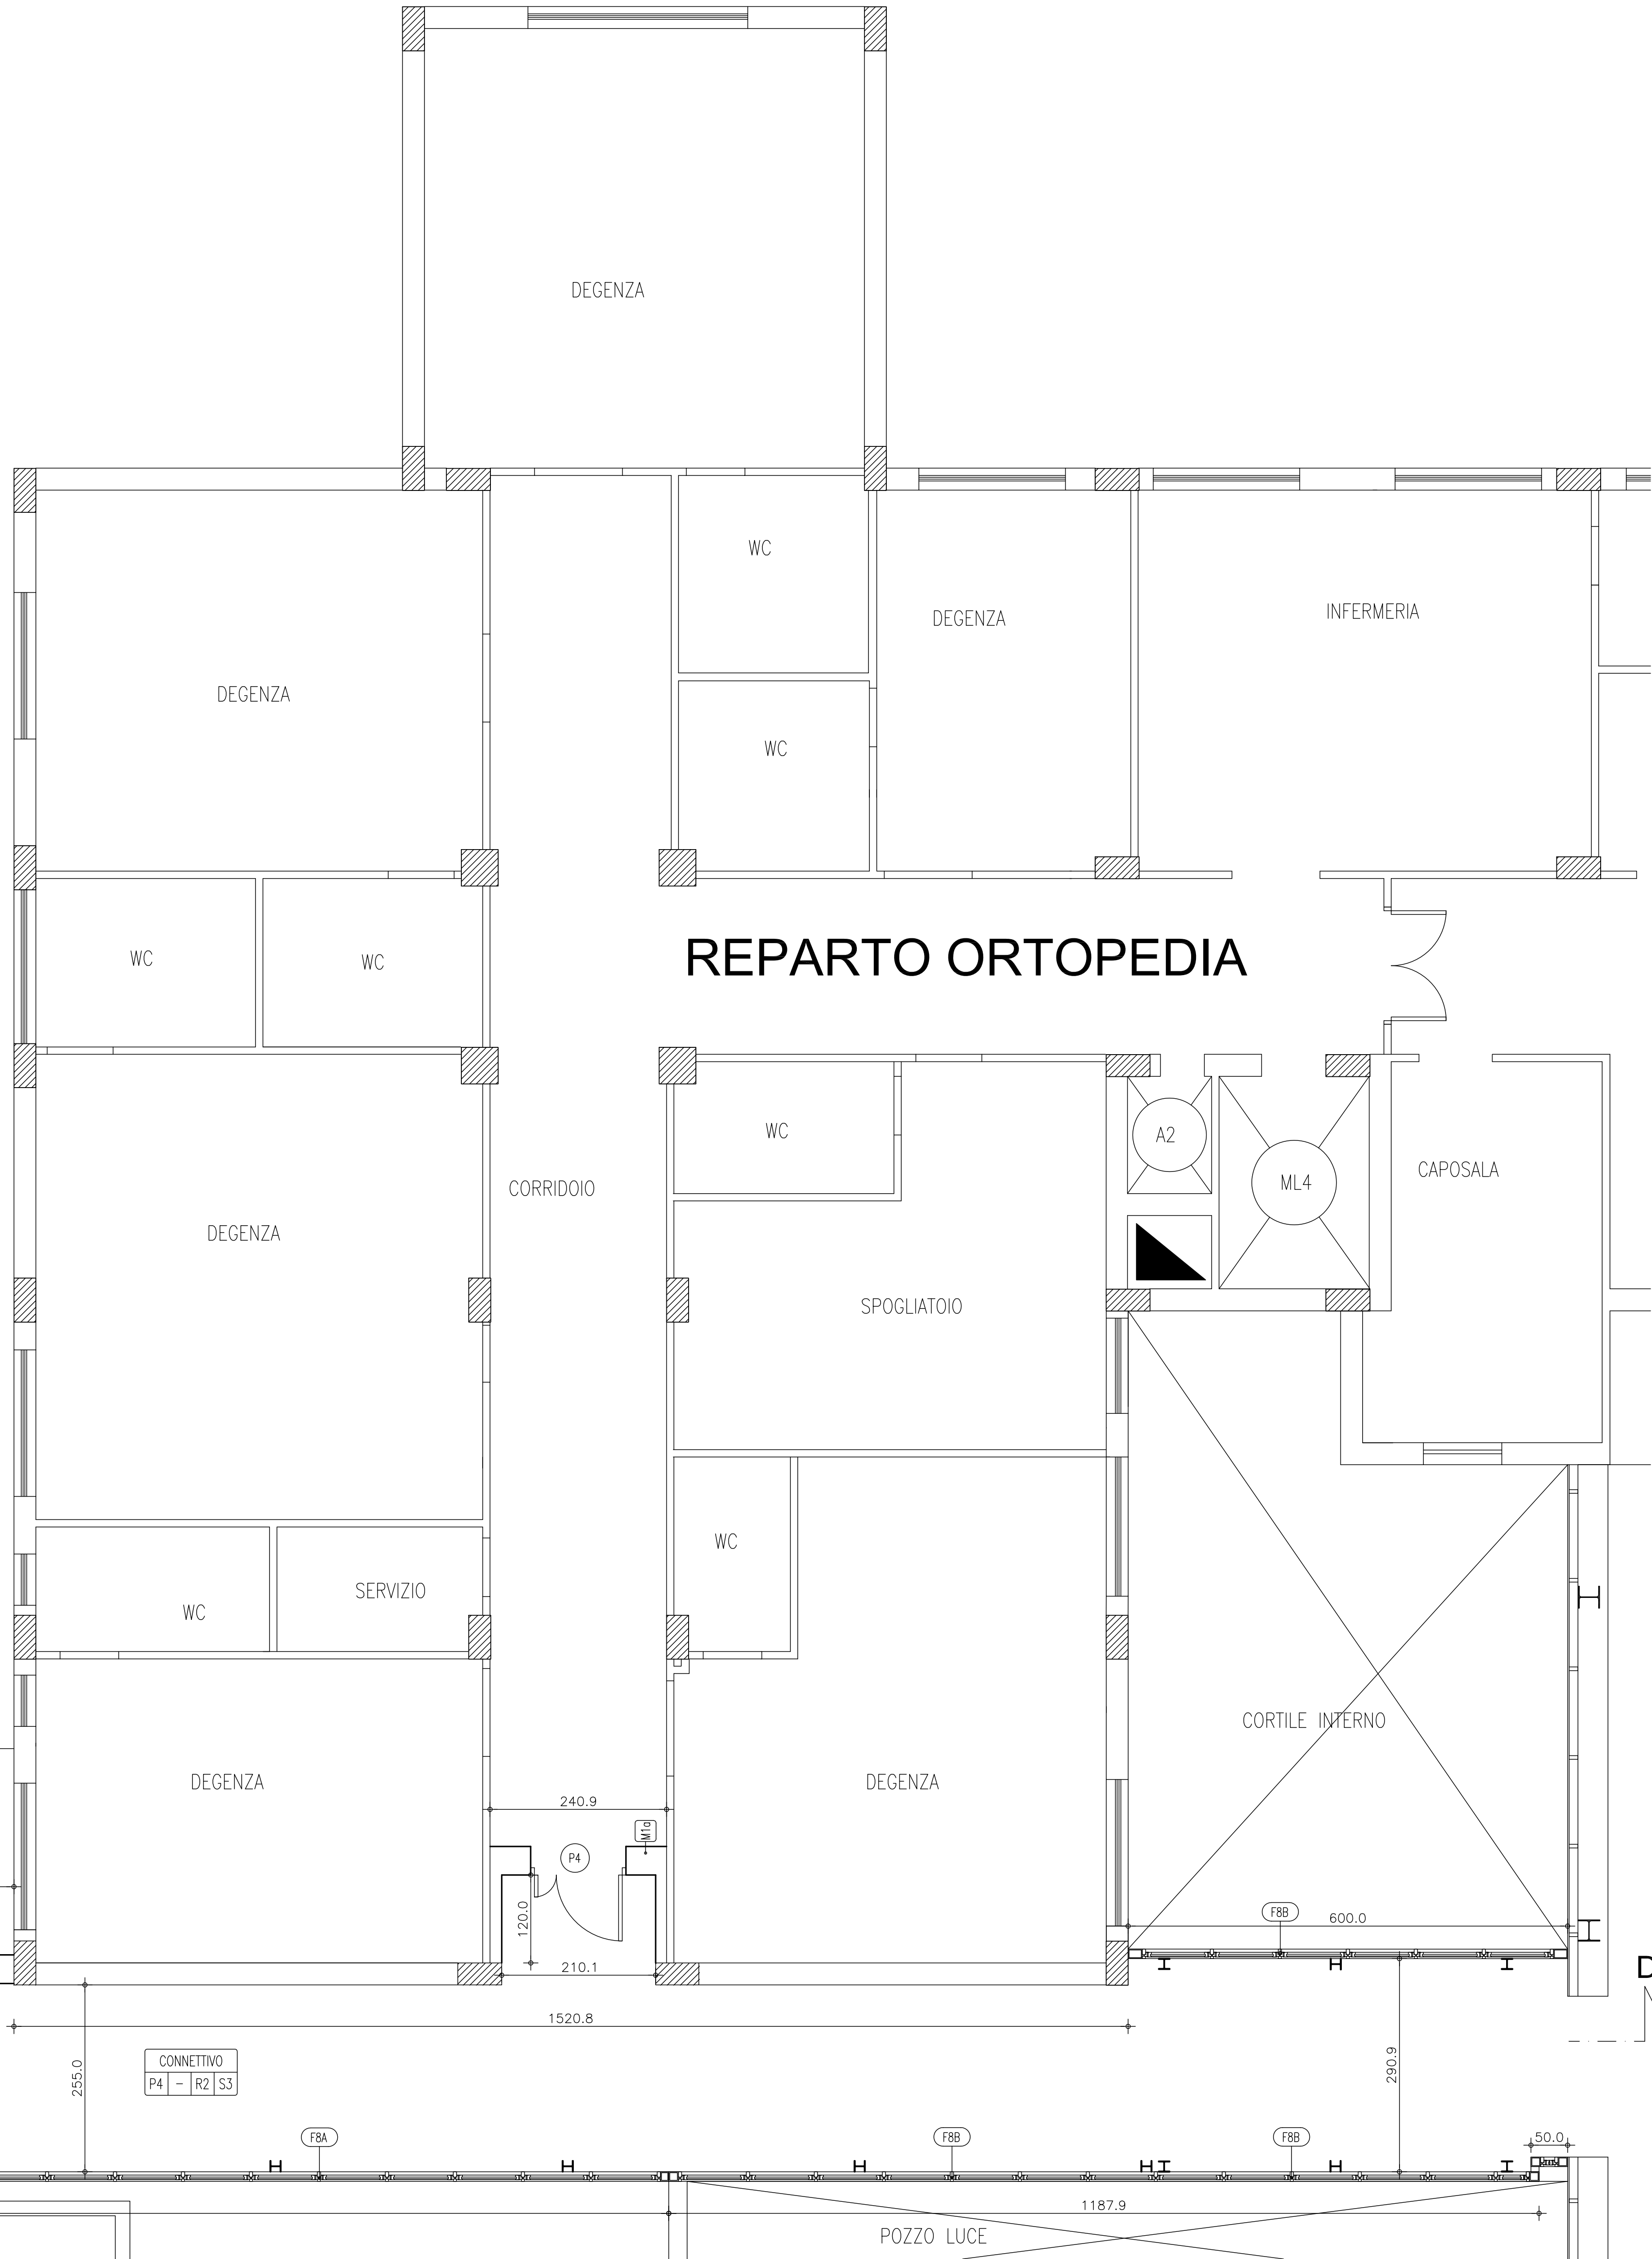 DEGENZA
WC
DEGENZA
INFERMERIA
DEGENZA
WC
REPARTO ORTOPEDIA
WC
WC
WC
A2
CAPOSALA
ML4
CORRIDOIO
DEGENZA
SPOGLIATOIO
WC
SERVIZIO
WC
CORTILE INTERNO
DEGENZA
DEGENZA
240.9
M1a
P4
120.0
F8B
600.0
210.1
D
1520.8
255.0
CONNETTIVO
P4 - R2 S3
290.9
F8A
F8B
F8B
50.0
1187.9
POZZO LUCE